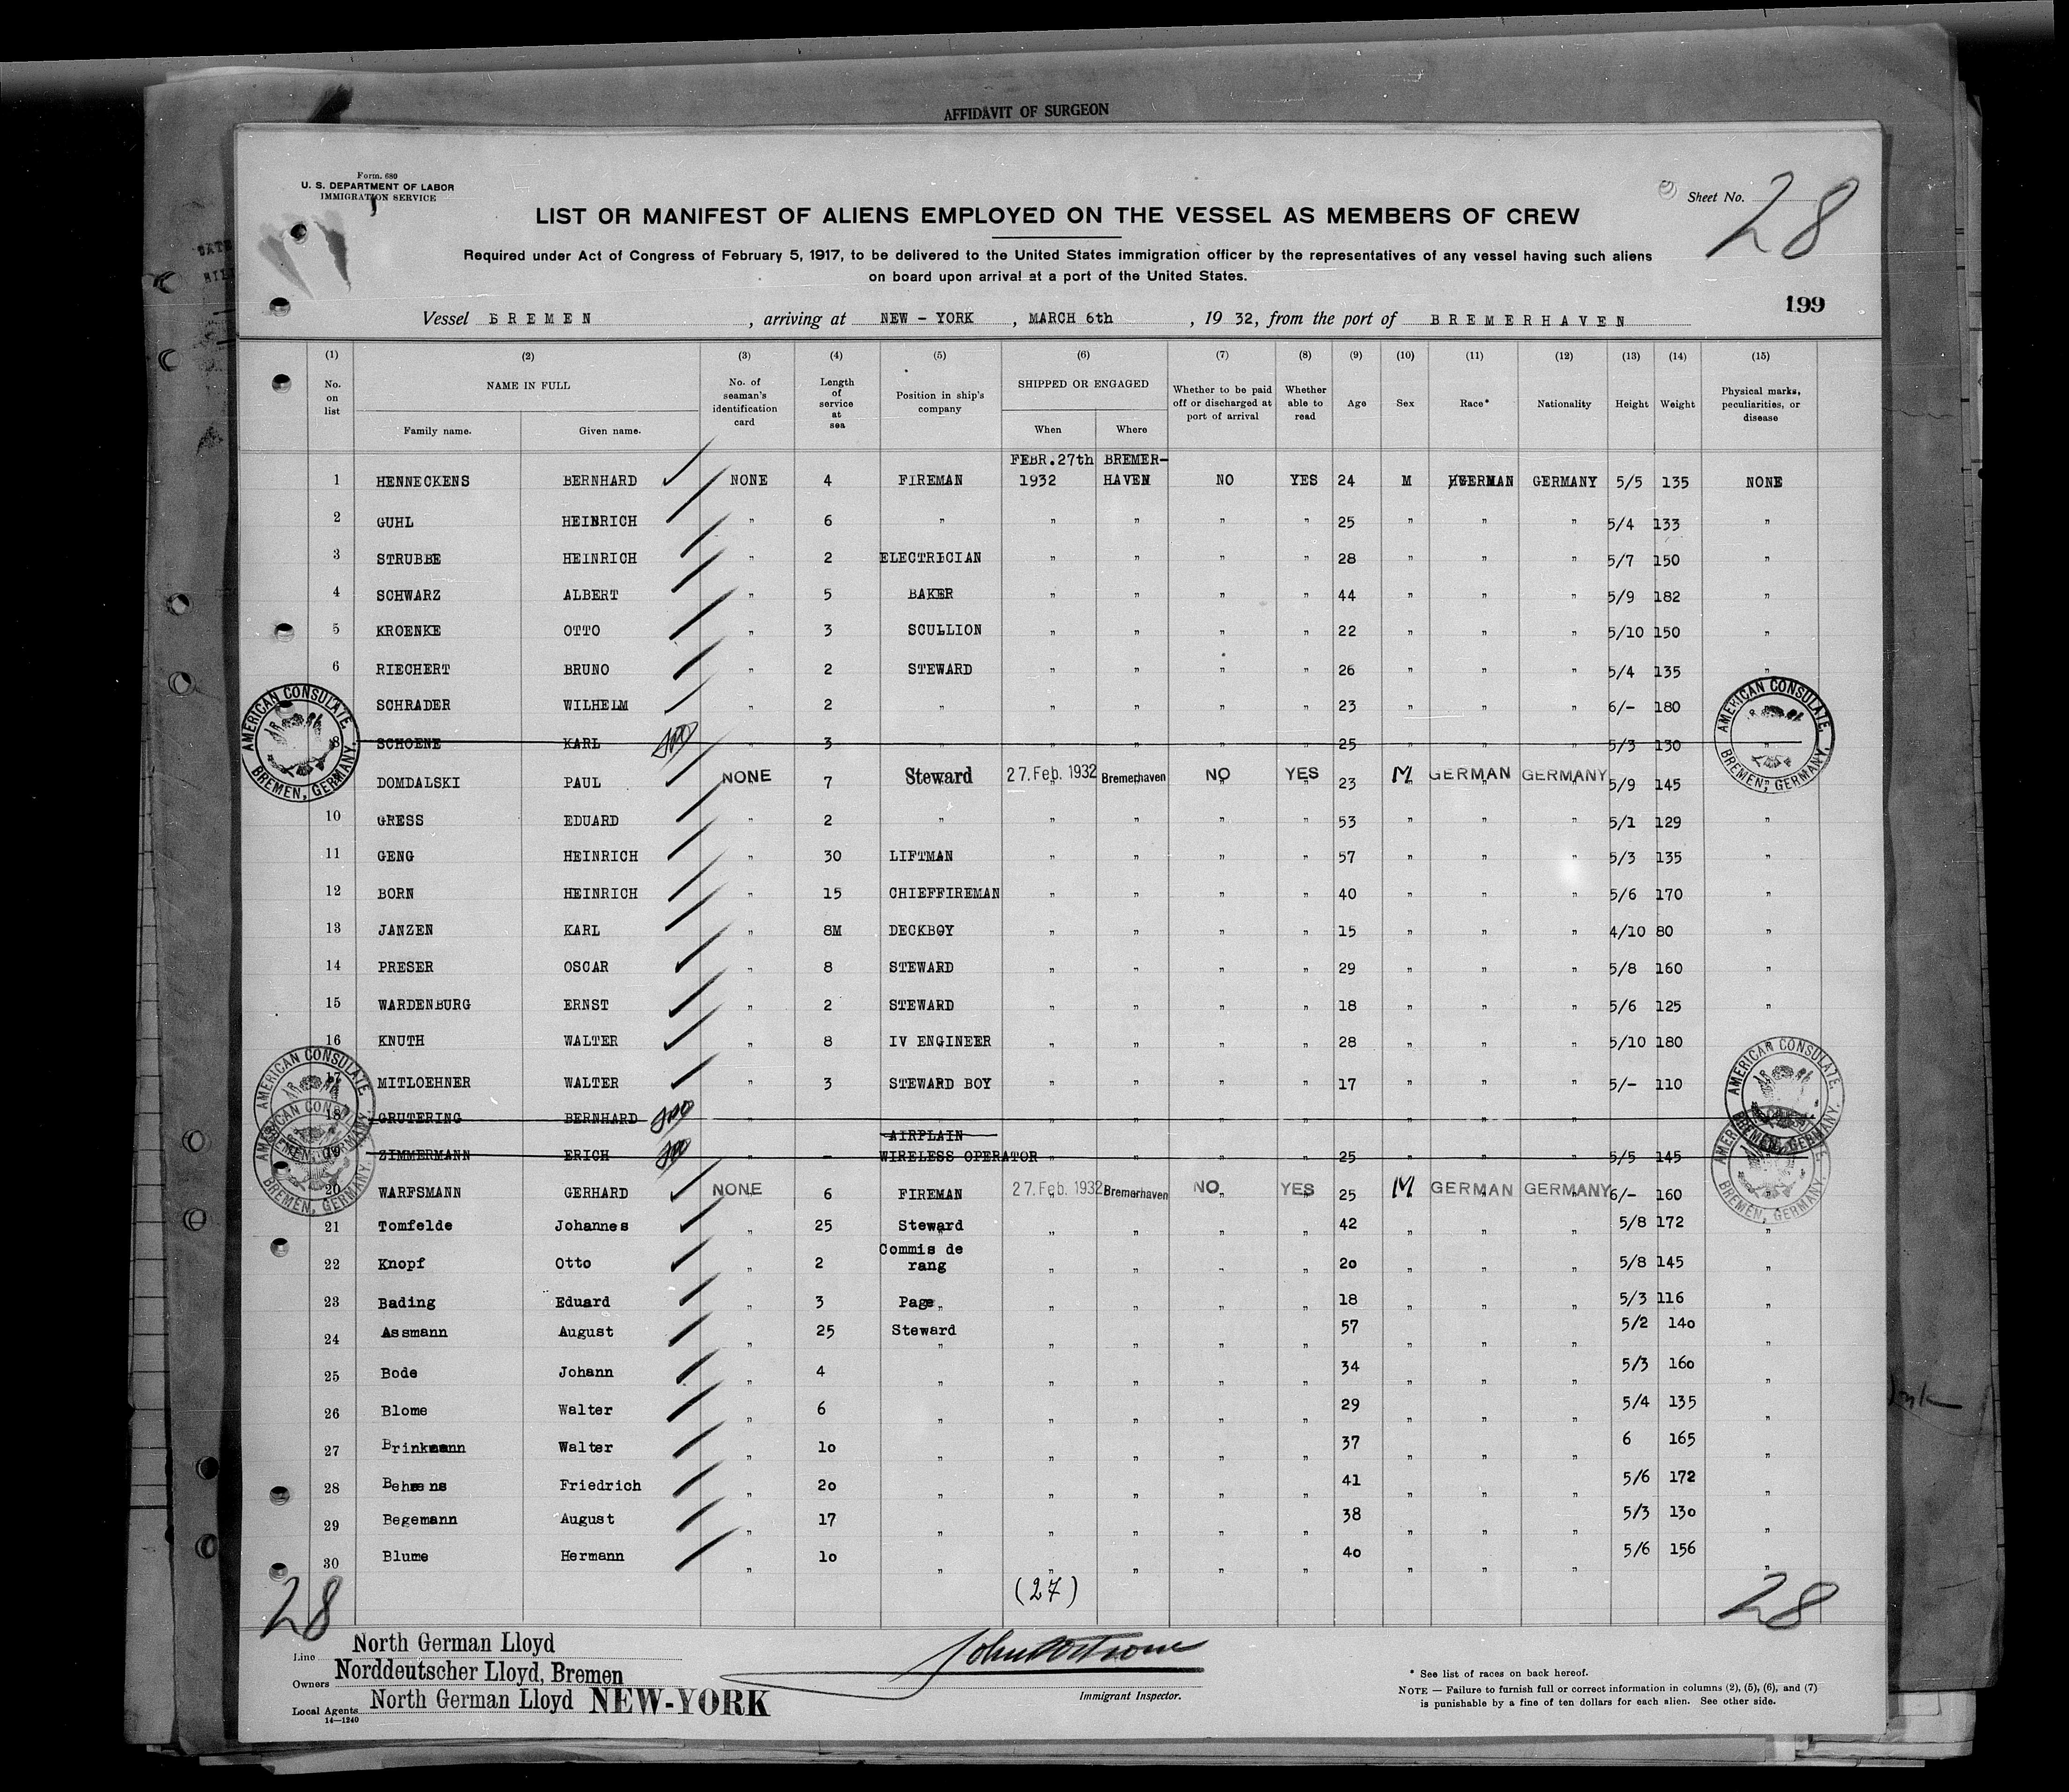 AFFIDAVIT OF SURGEON
Form. 680
U. S. DEPARTMENT OF LABOR
IMMIGRATION SERVICE
Sheet No. 28
LIST OR MANIFEST OF ALIENS EMPLOYED ON THE VESSEL AS MEMBERS OF CREW
Required under Act of Congress of February 5, 1917, to be delivered to the United States immigration officer by the representatives of any vessel having such aliens
on board upon arrival at a port of the United States.
199
Vessel BREMEN, arriving at NEW - YORK, MARCH 6th, 19 32, from the port of BREMERHAVEN
(1) (2) (3) (4) (5) (6) (7) (8) (9) (10) (11) (12) (13) (14) (15)
No. on list NAME IN FULL Family name. Given name. No. of seaman's identification card Length of service at sea Position in ship's company SHIPPED OR ENGAGED When Where Whether to be paid off or discharged at port of arrival Whether able to read Age Sex Race* Nationality Height Weight Physical marks, peculiarities, or disease
FEBR.27th BREMER-
1 HENNECKENS BERNHARD NONE 4 FIREMAN 1932 HAVEN NO YES 24 M GERMAN GERMANY 5/5 135 NONE
2 GUHL HEINRICH " 6 " " " " " 25 " " " 5/4 133 "
3 STRUBBE HEINRICH " 2 ELECTRICIAN " " " " 28 " " " 5/7 150 "
4 SCHWARZ ALBERT " 5 BAKER " " " " 44 " " " 5/9 182 "
5 KROENKE OTTO " 3 SCULLION " " " " 22 " " " 5/10 150 "
6 RIECHERT BRUNO " 2 STEWARD " " " " 26 " " " 5/4 135 "
SCHRADER WILHELM " 2 " " " " " 23 " " " 6/- 180
8 SCHOENE KARL " 3 " " " " " 25 " " " 5/3 130 "
DOMDALSKI PAUL NONE 7 Steward 27. Feb. 1932 Bremerhaven NO YES 23 M GERMAN GERMANY 5/9 145 "
10 GRESS EDUARD " 2 " " " " " 53 " " " 5/1 129 "
11 GENG HEINRICH " 30 LIFTMAN " " " " 57 " " " 5/3 135 "
12 BORN HEINRICH " 15 CHIEFFIREMAN " " " " 40 " " " 5/6 170 "
13 JANZEN KARL " 8M DECKBOY " " " " 15 " " " 4/10 80 "
14 PRESER OSCAR " 8 STEWARD " " " " 29 " " " 5/8 160 "
15 WARDENBURG ERNST " 2 STEWARD " " " " 18 " " " 5/6 125 "
16 KNUTH WALTER " 8 IV ENGINEER " " " " 28 " " " 5/10 180
17 MITLOEHNER WALTER " 3 STEWARD BOY " " " " 17 " " " 5/- 110
18 GRUTERING BERNHARD " " " " " " " "
AIRPLAIN
19 ZIMMERMANN ERICH " - WIRELESS OPERATOR " " " " 25 " " " 5/5 145
20 WARFSMANN GERHARD NONE 6 FIREMAN 27. Feb. 1932 Bremerhaven NO YES 25 M GERMAN GERMANY 6/- 160
21 Tomfelde Johannes " 25 Steward " " " " 42 " " " 5/8 172 "
Commis de
22 Knopf Otto " 2 rang " " " " 2o " " " 5/8 145 "
23 Bading Eduard " 3 Page " " " " 18 " " " 5/3 116 "
24 Assmann August " 25 Steward " " " " 57 " " " 5/2 14o "
25 Bode Johann " 4 " " " " " 34 " " " 5/3 16o "
26 Blome Walter " 6 " " " " " 29 " " " 5/4 135 "
27 Brinkmann Walter " 1o " " " " " 37 " " " 6 165 "
28 Behrens Friedrich " 2o " " " " " 41 " " " 5/6 172 "
29 Begemann August " 17 " " " " " 38 " " " 5/3 13o "
30 Blume Hermann " 1o " " " " " 4o " " " 5/6 156 "
(27)
28 28
AMERICAN CONSULATE. BREMEN, GERMANY.
AMERICAN CONSULATE. BREMEN, GERMANY.
AMERICAN CONSULATE. BREMEN, GERMANY.
AMERICAN CONSULATE. BREMEN, GERMANY.
Line North German Lloyd
Owners Norddeutscher Lloyd, Bremen
Local Agents North German Lloyd NEW-YORK
14—1240
Immigrant Inspector.
* See list of races on back hereof.
NOTE — Failure to furnish full or correct information in columns (2), (5), (6), and (7)
is punishable by a fine of ten dollars for each alien. See other side.